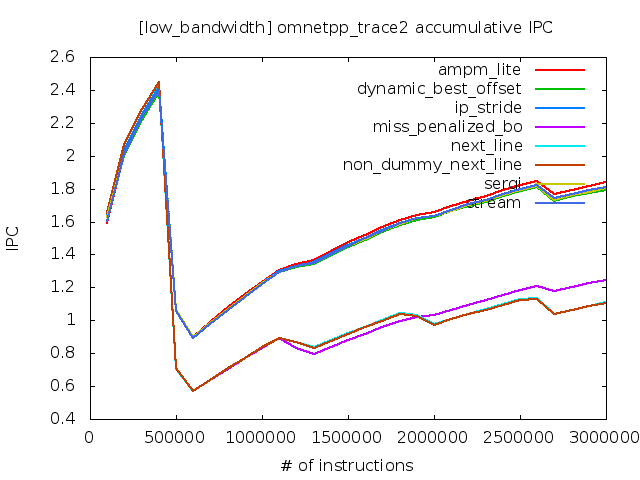 [low_bandwidth] omnetpp_trace2 accumulative IPC
2.6
2.4
2.2
2
1.8
1.6
1.4
1.2
1
0.8
0.6
0.4
IPC
ampm_lite
dynamic_best_offset
ip_stride
miss_penalized_bo
next_line
non_dummy_next_line
sergi
stream
0 500000 1000000 1500000 2000000 2500000 3000000
# of instructions